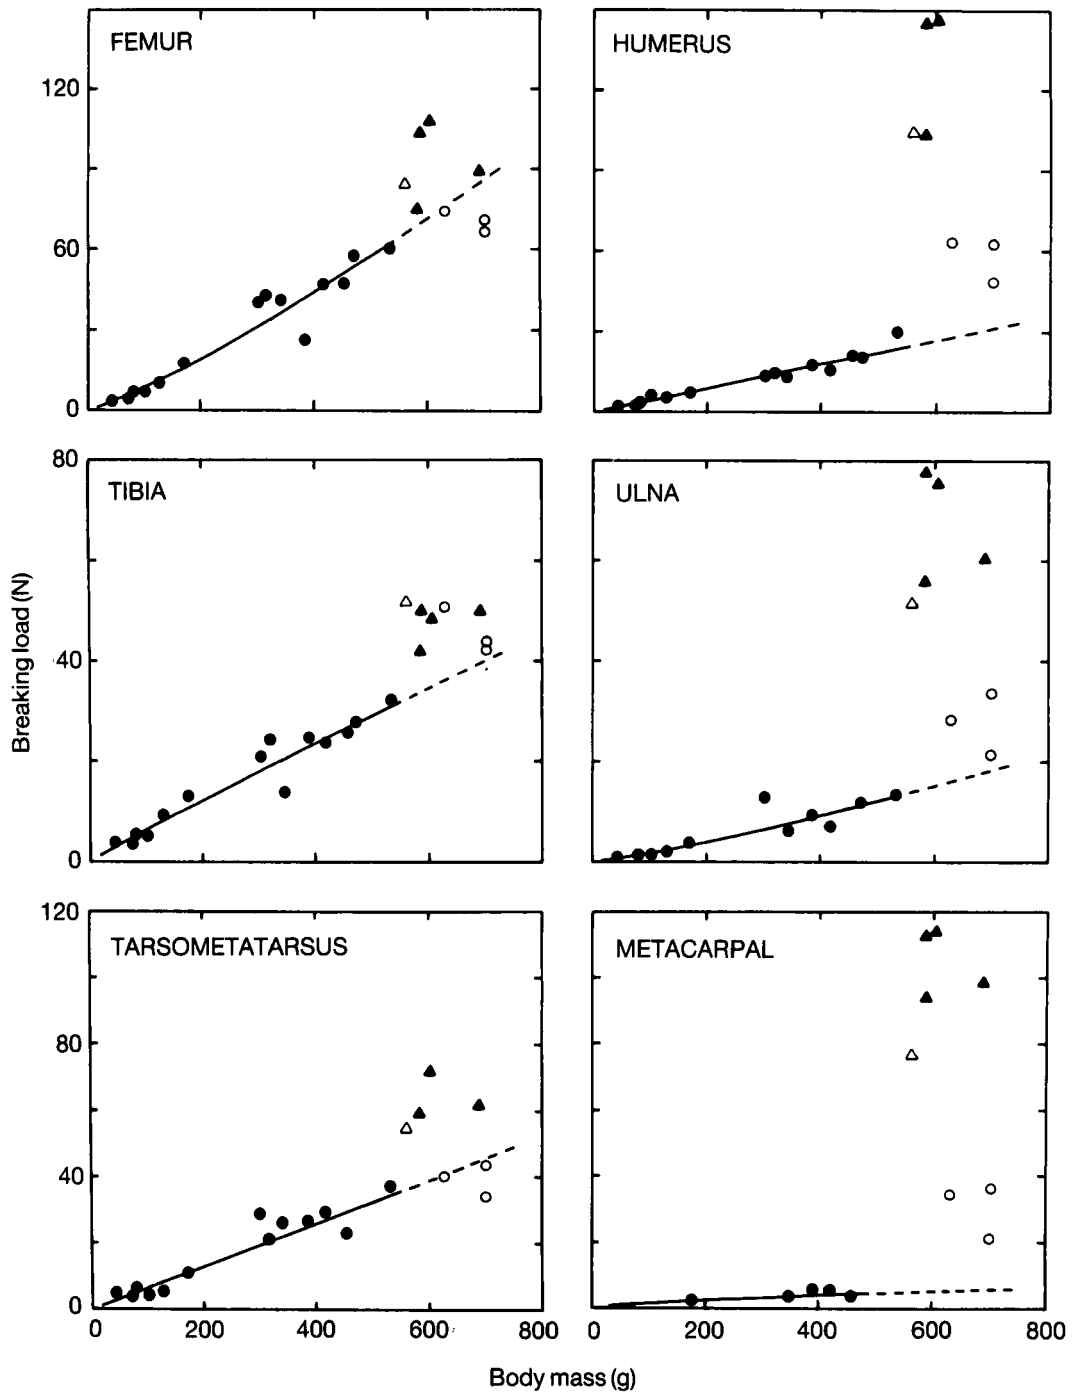 FEMUR
HUMERUS
120
60
0
80
TIBIA
ULNA
40
0
120
TARSOMETATARSUS
METACARPAL
80
40
0
0 200 400 600 800
0 200 400 600 800
Breaking load (N)
Body mass (g)